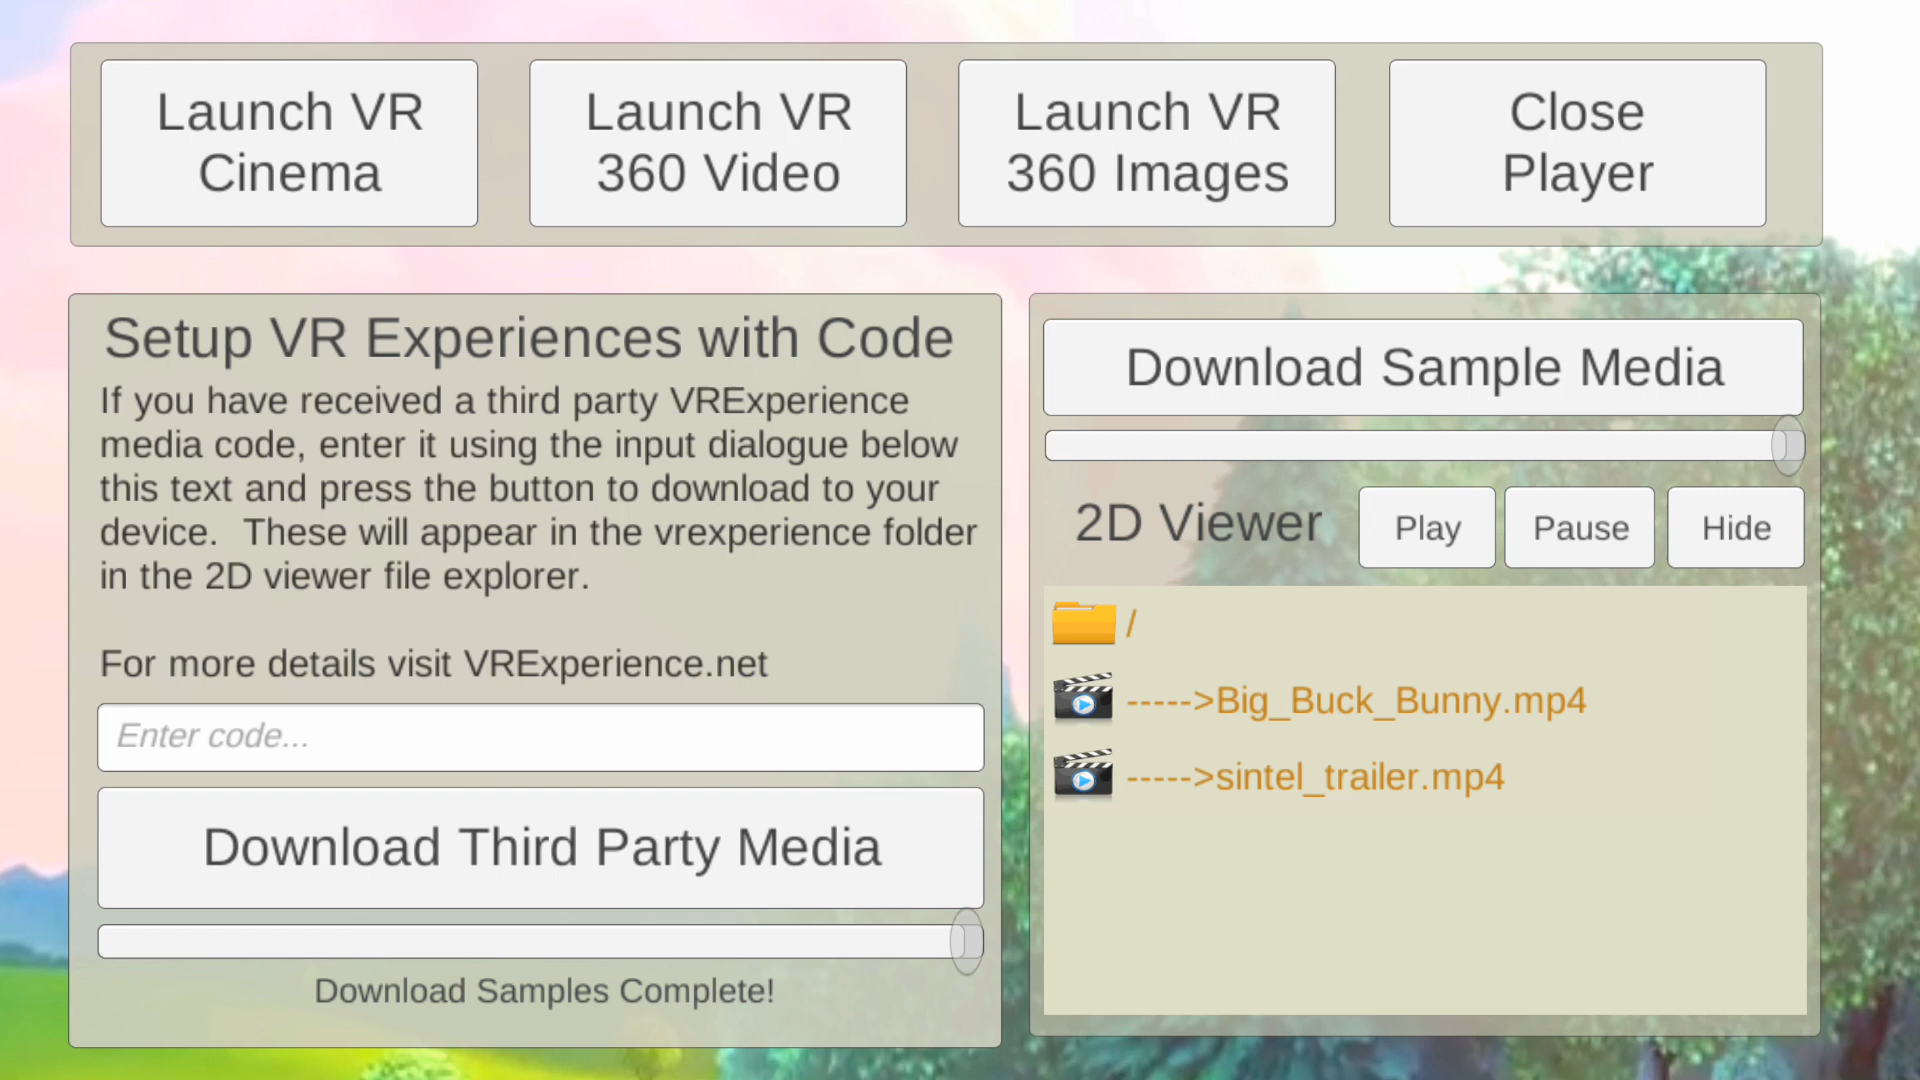 Launch VR
Cinema
Launch VR
360 Video
Launch VR
360 Images
Close
Player
Setup VR Experiences with Code
If you have received a third party VRExperience
media code, enter it using the input dialogue below
this text and press the button to download to your
device.  These will appear in the vrexperience folder
in the 2D viewer file explorer.
For more details visit VRExperience.net
Enter code...
Download Third Party Media
Download Samples Complete!
Download Sample Media
2D Viewer
Play
Pause
Hide
/
----->Big_Buck_Bunny.mp4
----->sintel_trailer.mp4